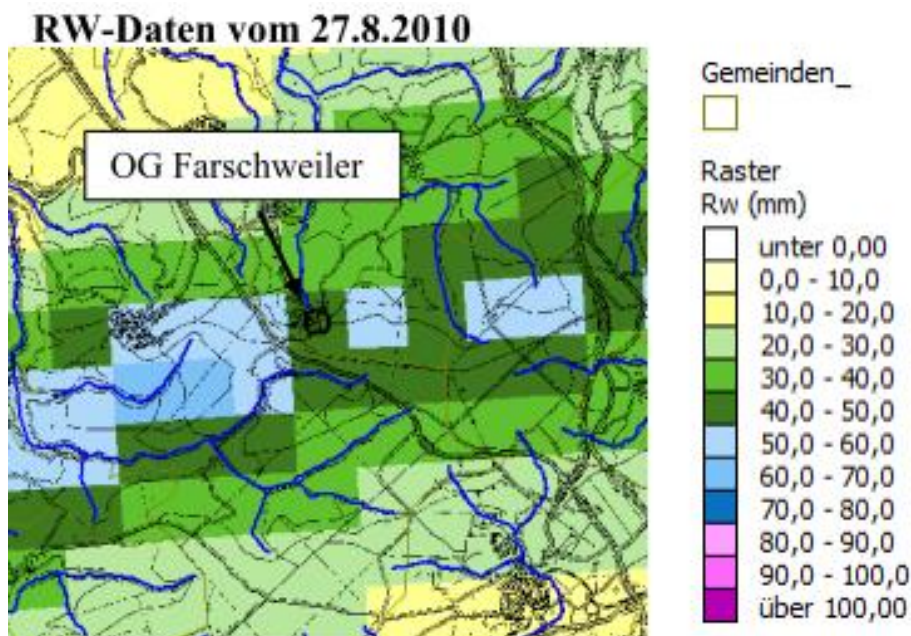 RW-Daten vom 27.8.2010
OG Farschweiler
Gemeinden_
Raster
Rw (mm)
unter 0,00
0,0 - 10,0
10,0 - 20,0
20,0 - 30,0
30,0 - 40,0
40,0 - 50,0
50,0 - 60,0
60,0 - 70,0
70,0 - 80,0
80,0 - 90,0
90,0 - 100,0
über 100,00